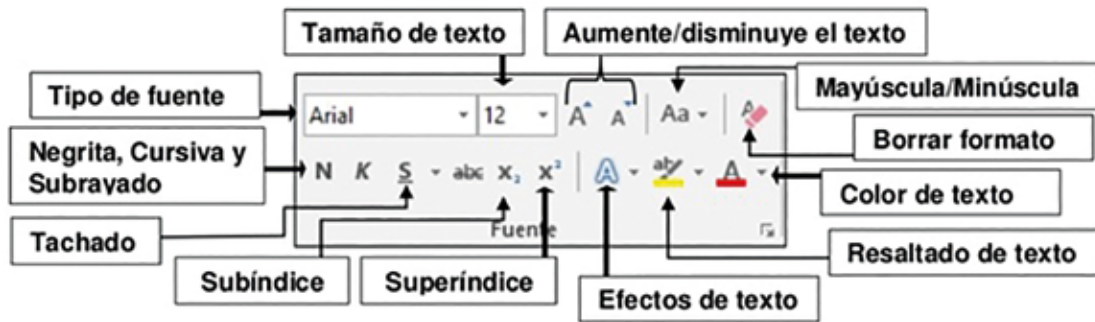 Tamaño de texto
Aumente/disminuye el texto
Tipo de fuente
Mayúscula/Minúscula
Arial
12
A A
Aa
A
Borrar formato
Negrita, Cursiva y
Subrayado
N K S abc X₂ X² A ab A
Color de texto
Tachado
Fuente
Resaltado de texto
Subíndice
Superíndice
Efectos de texto